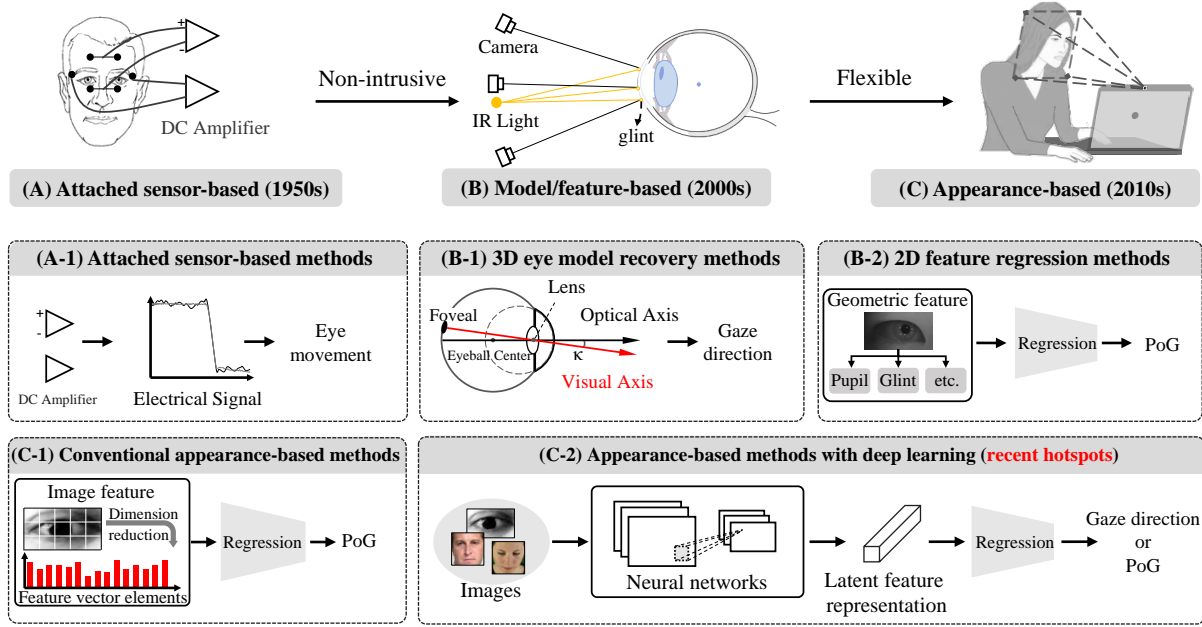 +
-
DC Amplifier
Non-intrusive
Camera
IR Light
glint
Flexible
(A) Attached sensor-based (1950s)
(B) Model/feature-based (2000s)
(C) Appearance-based (2010s)
(A-1) Attached sensor-based methods
+
-
DC Amplifier
Electrical Signal
Eye
movement
(B-1) 3D eye model recovery methods
Lens
Foveal
Optical Axis
Eyeball Center
κ
Visual Axis
Gaze
direction
(B-2) 2D feature regression methods
Geometric feature
Pupil
Glint
etc.
Regression
PoG
(C-1) Conventional appearance-based methods
Image feature
Dimension
reduction
Feature vector elements
Regression
PoG
(C-2) Appearance-based methods with deep learning (recent hotspots)
Images
Neural networks
Latent feature
representation
Regression
Gaze direction
or
PoG